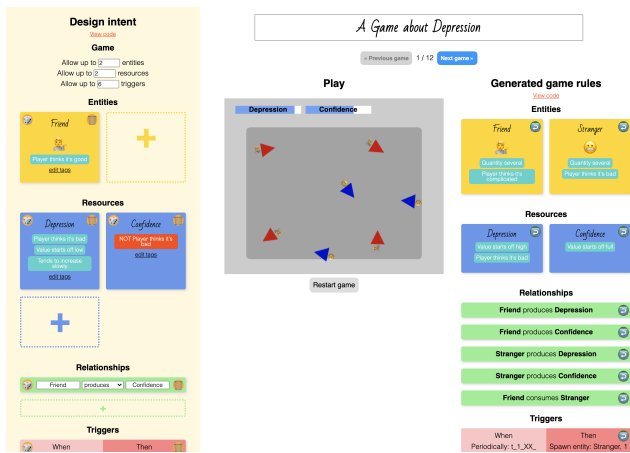 Design intent
View code
Game
Allow up to 2 entities
Allow up to 2 resources
Allow up to 6 triggers
Entities
Friend
Player thinks it's good
edit tags
+
Resources
Depression
Player thinks it's bad
Value starts off low
Tends to increase slowly
edit tags
Confidence
NOT Player thinks it's bad
edit tags
+
Relationships
Friend produces Confidence
+
Triggers
When Then
A Game about Depression
« Previous game 1 / 12 Next game »
Play
Depression Confidence
Restart game
Generated game rules
View code
Entities
Friend
Quantity several
Player thinks it's complicated
Stranger
Quantity several
Player thinks it's bad
Resources
Depression
Value starts off high
Player thinks it's bad
Confidence
Value starts off full
Relationships
Friend produces Depression
Friend produces Confidence
Stranger produces Depression
Stranger produces Confidence
Friend consumes Stranger
Triggers
When Then
Periodically: t_1_XX_ Spawn entity: Stranger, 1